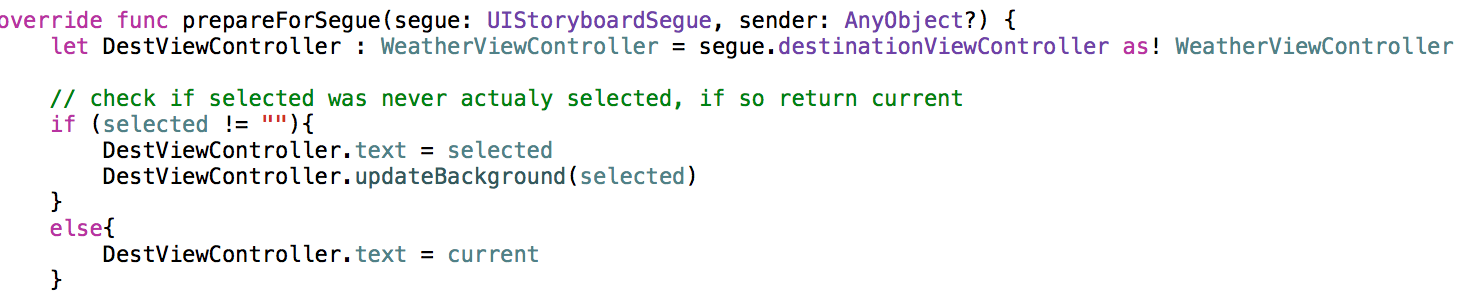 override func prepareForSegue(segue: UIStoryboardSegue, sender: AnyObject?) {
    let DestViewController : WeatherViewController = segue.destinationViewController as! WeatherViewController

    // check if selected was never actualy selected, if so return current
    if (selected != ""){
        DestViewController.text = selected
        DestViewController.updateBackground(selected)
    }
    else{
        DestViewController.text = current
    }